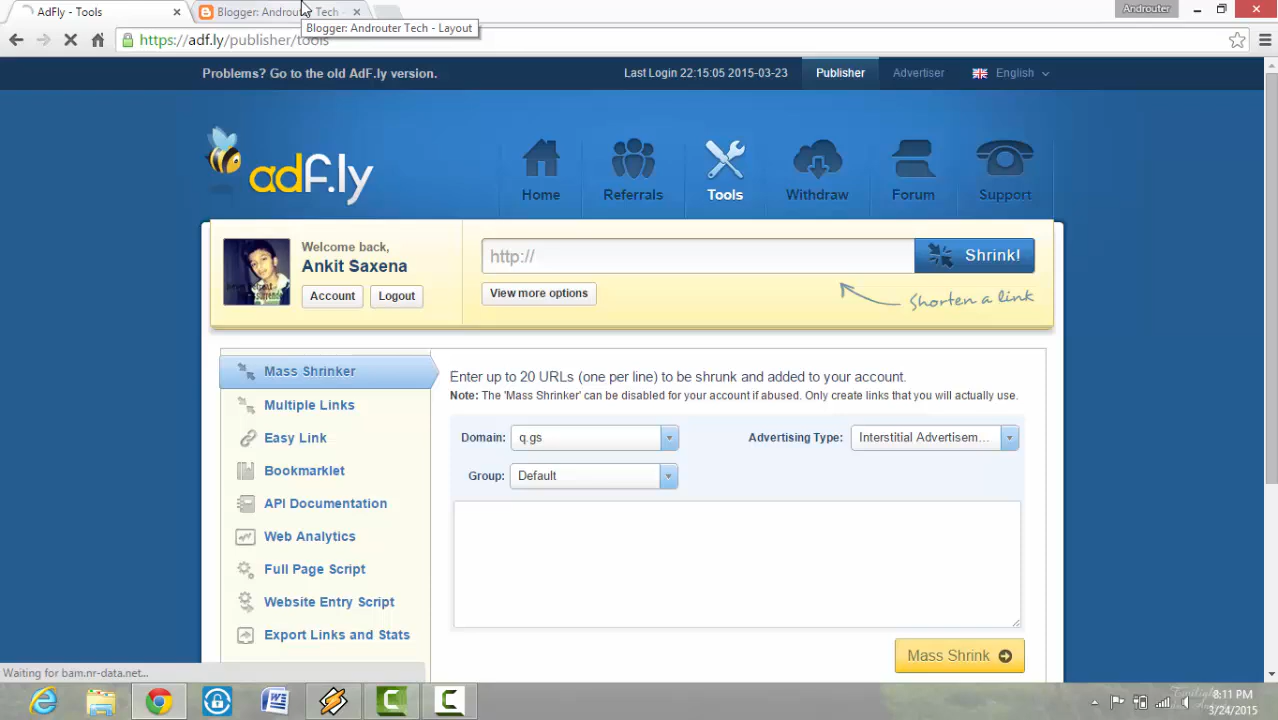 AdFly - Tools
Blogger: Androuter Tech -
Androuter
Blogger: Androuter Tech - Layout
https://adf.ly/publisher/tools
Problems? Go to the old AdF.ly version.
Last Login 22:15:05 2015-03-23
Publisher
Advertiser
English
adf.ly
Home
Referrals
Tools
Withdraw
Forum
Support
Welcome back,
Ankit Saxena
Account
Logout
http://
Shrink!
View more options
Shorten a link
Mass Shrinker
Multiple Links
Easy Link
Bookmarklet
API Documentation
Web Analytics
Full Page Script
Website Entry Script
Export Links and Stats
Enter up to 20 URLs (one per line) to be shrunk and added to your account.
Note: The 'Mass Shrinker' can be disabled for your account if abused. Only create links that you will actually use.
Domain: q.gs
Advertising Type: Interstitial Advertisem...
Group: Default
Mass Shrink
Waiting for bam.nr-data.net...
8:11 PM
3/24/2015